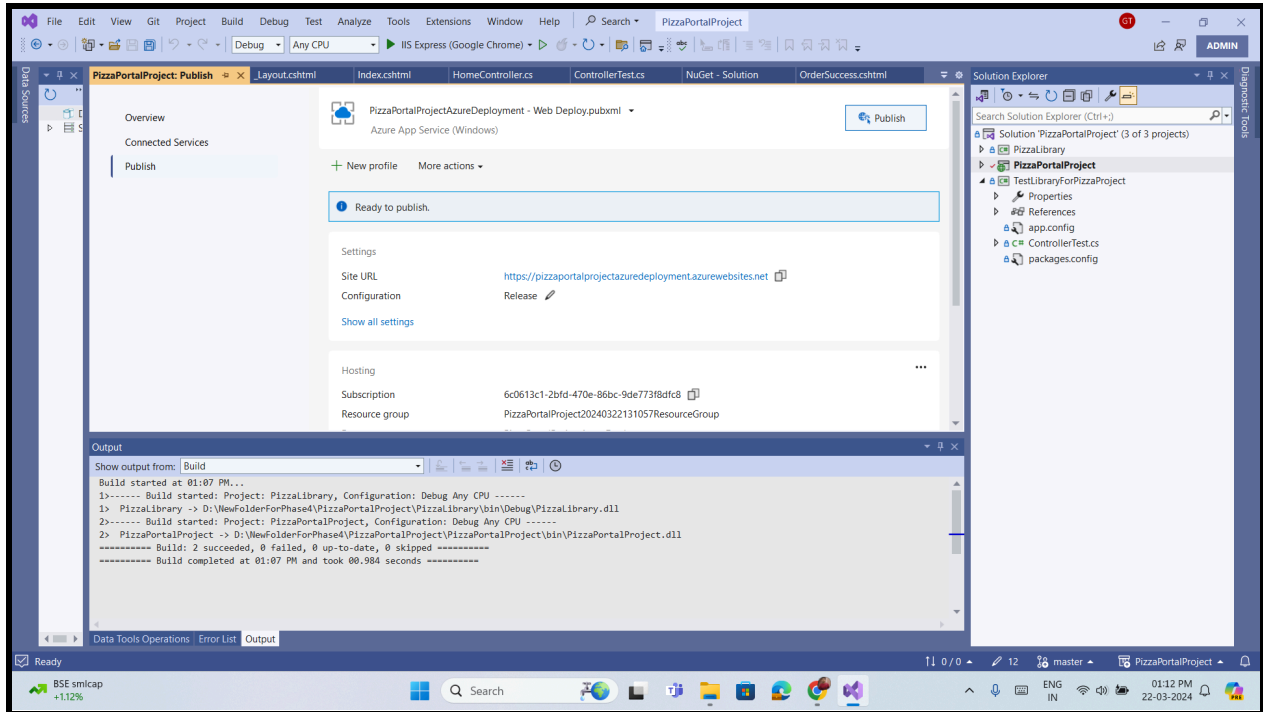 File Edit View Git Project Build Debug Test Analyze Tools Extensions Window Help Search PizzaPortalProject GT
Debug Any CPU IIS Express (Google Chrome) ADMIN
Data Sources
PizzaPortalProject: Publish _Layout.cshtml Index.cshtml HomeController.cs ControllerTest.cs NuGet - Solution OrderSuccess.cshtml
Overview
Connected Services
Publish
PizzaPortalProjectAzureDeployment - Web Deploy.pubxml
Azure App Service (Windows)
Publish
New profile More actions
Ready to publish.
Settings
Site URL https://pizzaportalprojectazuredeployment.azurewebsites.net
Configuration Release
Show all settings
Hosting
Subscription 6c0613c1-2bfd-470e-86bc-9de773f8dfc8
Resource group PizzaPortalProject20240322131057ResourceGroup
Solution Explorer
Search Solution Explorer (Ctrl+;)
Solution 'PizzaPortalProject' (3 of 3 projects)
PizzaLibrary
PizzaPortalProject
TestLibraryForPizzaProject
Properties
References
app.config
C# ControllerTest.cs
packages.config
Diagnostic Tools
Output
Show output from: Build
Build started at 01:07 PM...
1>------ Build started: Project: PizzaLibrary, Configuration: Debug Any CPU ------
1> PizzaLibrary -> D:\NewFolderForPhase4\PizzaPortalProject\PizzaLibrary\bin\Debug\PizzaLibrary.dll
2>------ Build started: Project: PizzaPortalProject, Configuration: Debug Any CPU ------
2> PizzaPortalProject -> D:\NewFolderForPhase4\PizzaPortalProject\PizzaPortalProject\bin\PizzaPortalProject.dll
========== Build: 2 succeeded, 0 failed, 0 up-to-date, 0 skipped ==========
========== Build completed at 01:07 PM and took 00.984 seconds ==========
Data Tools Operations Error List Output
Ready 0 / 0 12 master PizzaPortalProject
BSE smlcap
+1.12%
Search
ENG
IN
01:12 PM
22-03-2024
PRE